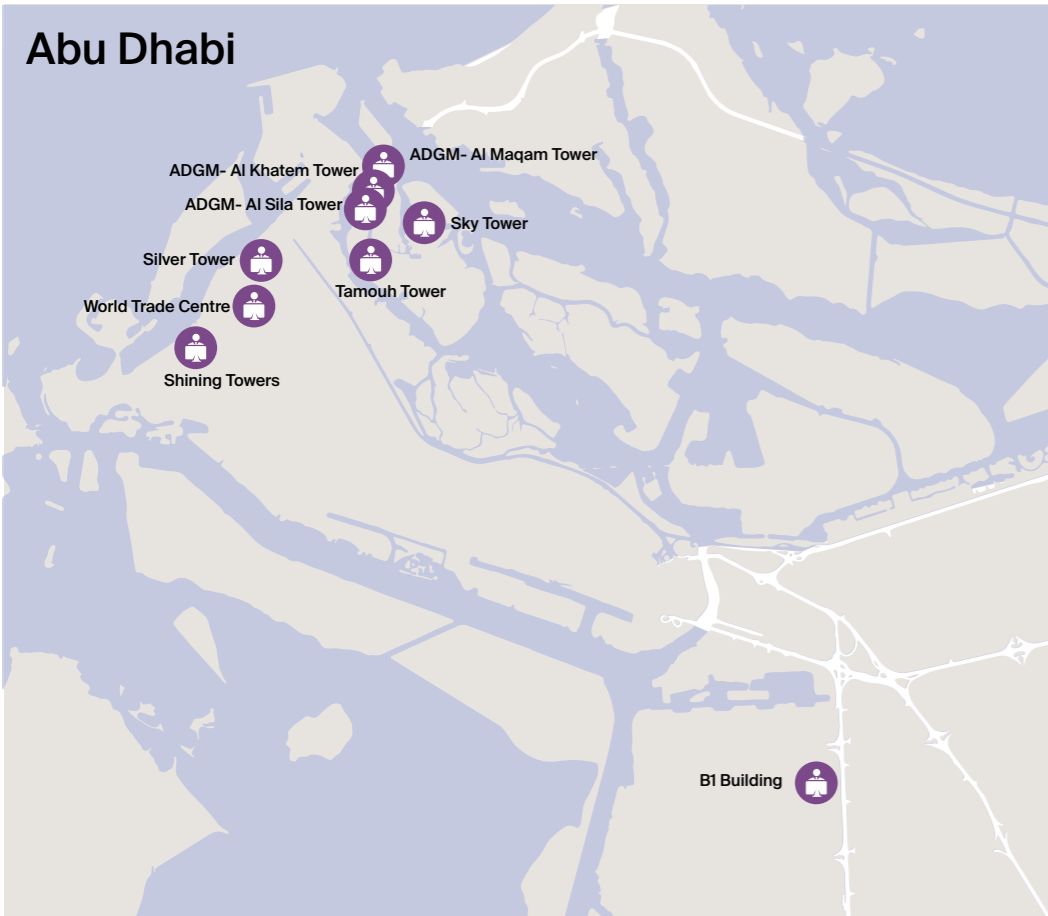 Abu Dhabi
ADGM- Al Maqam Tower
ADGM- Al Khatem Tower
ADGM- Al Sila Tower
Sky Tower
Silver Tower
Tamouh Tower
World Trade Centre
Shining Towers
B1 Building